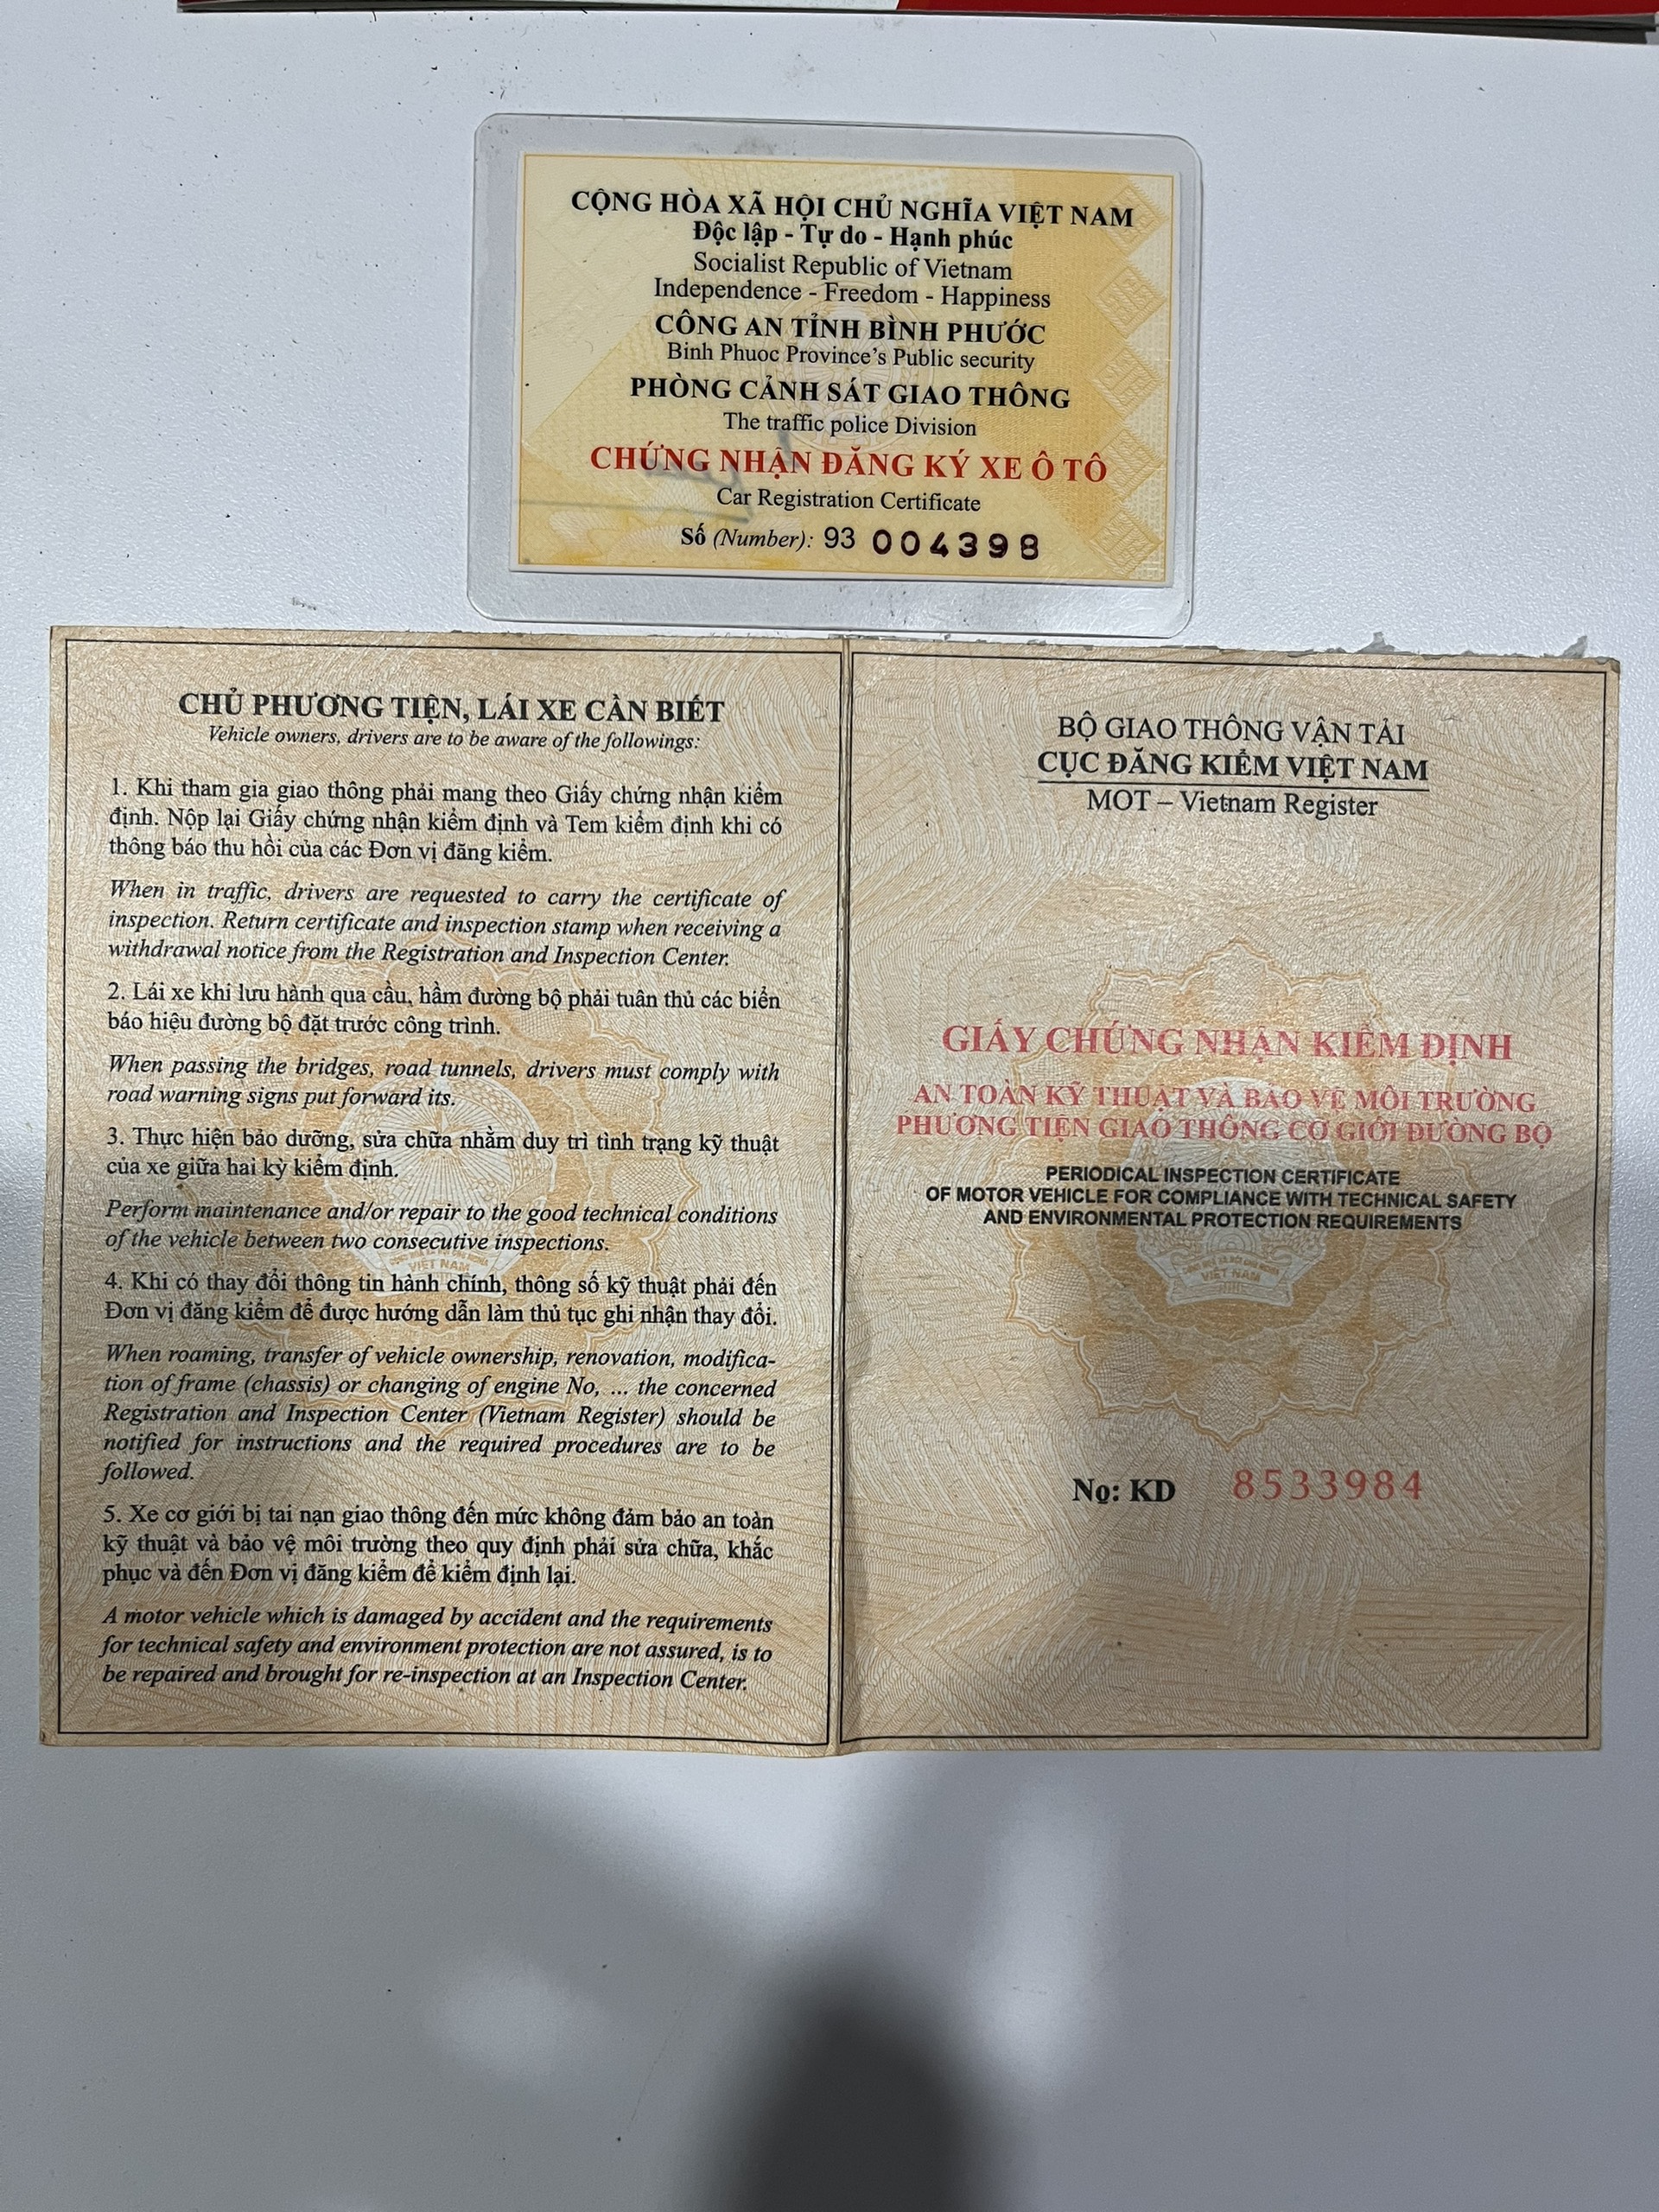 CỘNG HÒA XÃ HỘI CHỦ NGHĨA VIỆT NAM
Độc lập - Tự do - Hạnh phúc
Socialist Republic of Vietnam
Independence - Freedom - Happiness
CÔNG AN TỈNH BÌNH PHƯỚC
Binh Phuoc Province's Public security
PHÒNG CẢNH SÁT GIAO THÔNG
The traffic police Division
CHỨNG NHẬN ĐĂNG KÝ XE Ô TÔ
Car Registration Certificate
Số (Number): 93 004398
CHỦ PHƯƠNG TIỆN, LÁI XE CẦN BIẾT
Vehicle owners, drivers are to be aware of the followings:
1. Khi tham gia giao thông phải mang theo Giấy chứng nhận kiểm
định. Nộp lại Giấy chứng nhận kiểm định và Tem kiểm định khi có
thông báo thu hồi của các Đơn vị đăng kiểm.
When in traffic, drivers are requested to carry the certificate of
inspection. Return certificate and inspection stamp when receiving a
withdrawal notice from the Registration and Inspection Center.
2. Lái xe khi lưu hành qua cầu, hầm đường bộ phải tuân thủ các biển
báo hiệu đường bộ đặt trước công trình.
When passing the bridges, road tunnels, drivers must comply with
road warning signs put forward its.
3. Thực hiện bảo dưỡng, sửa chữa nhằm duy trì tình trạng kỹ thuật
của xe giữa hai kỳ kiểm định.
Perform maintenance and/or repair to the good technical conditions
of the vehicle between two consecutive inspections.
4. Khi có thay đổi thông tin hành chính, thông số kỹ thuật phải đến
Đơn vị đăng kiểm để được hướng dẫn làm thủ tục ghi nhận thay đổi.
When roaming, transfer of vehicle ownership, renovation, modifica-
tion of frame (chassis) or changing of engine No, ... the concerned
Registration and Inspection Center (Vietnam Register) should be
notified for instructions and the required procedures are to be
followed.
5. Xe cơ giới bị tai nạn giao thông đến mức không đảm bảo an toàn
kỹ thuật và bảo vệ môi trường theo quy định phải sửa chữa, khắc
phục và đến Đơn vị đăng kiểm để kiểm định lại.
A motor vehicle which is damaged by accident and the requirements
for technical safety and environment protection are not assured, is to
be repaired and brought for re-inspection at an Inspection Center.
VIỆT NAM
BỘ GIAO THÔNG VẬN TẢI
CỤC ĐĂNG KIỂM VIỆT NAM
MOT – Vietnam Register
GIẤY CHỨNG NHẬN KIỂM ĐỊNH
AN TOÀN KỸ THUẬT VÀ BẢO VỆ MÔI TRƯỜNG
PHƯƠNG TIỆN GIAO THÔNG CƠ GIỚI ĐƯỜNG BỘ
PERIODICAL INSPECTION CERTIFICATE
OF MOTOR VEHICLE FOR COMPLIANCE WITH TECHNICAL SAFETY
AND ENVIRONMENTAL PROTECTION REQUIREMENTS
VIỆT NAM
No: KD 8533984